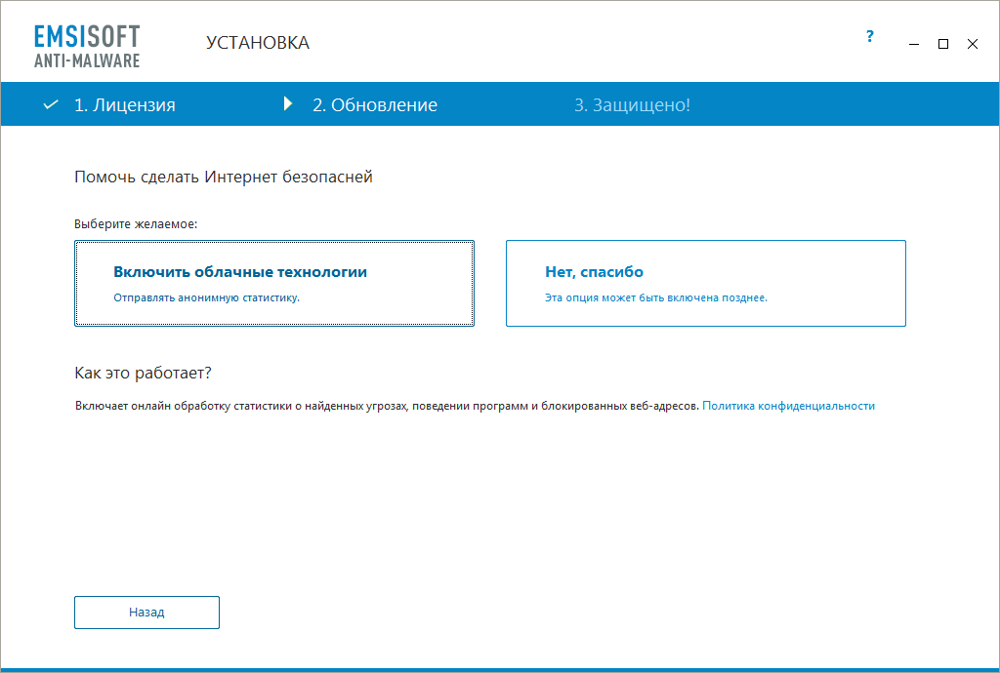 EMSISOFT
ANTI-MALWARE
УСТАНОВКА
?
1. Лицензия
2. Обновление
3. Защищено!
Помочь сделать Интернет безопасней
Выберите желаемое:
Включить облачные технологии
Отправлять анонимную статистику.
Нет, спасибо
Эта опция может быть включена позднее.
Как это работает?
Включает онлайн обработку статистики о найденных угрозах, поведении программ и блокированных веб-адресов. Политика конфиденциальности
Назад